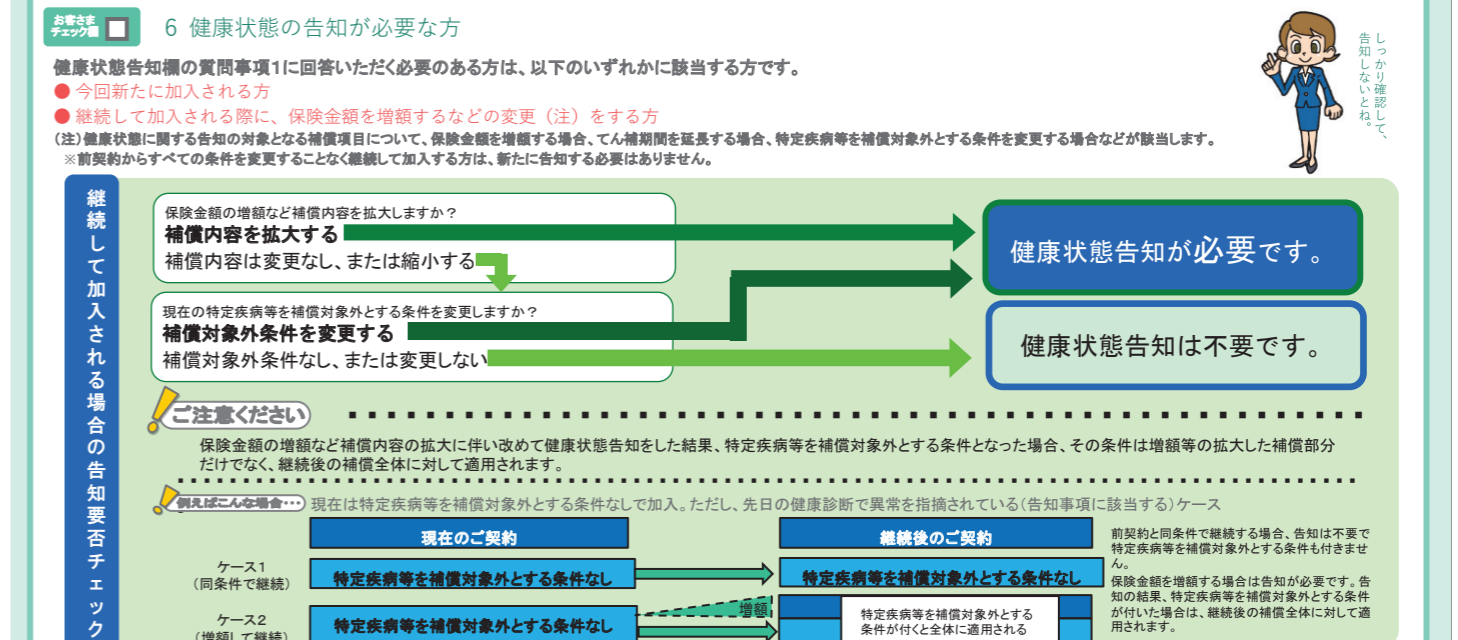 お客さま
チェック欄
6 健康状態の告知が必要な方
しっかり確認して、
告知しないとね。
健康状態告知欄の質問事項1に回答いただく必要のある方は、以下のいずれかに該当する方です。
● 今回新たに加入される方
● 継続して加入される際に、保険金額を増額するなどの変更（注）をする方
（注）健康状態に関する告知の対象となる補償項目について、保険金額を増額する場合、てん補期間を延長する場合、特定疾病等を補償対象外とする条件を変更する場合などが該当します。
※前契約からすべての条件を変更することなく継続して加入する方は、新たに告知する必要はありません。
継続して加入される場合の告知要否チェック
保険金額の増額など補償内容を拡大しますか？
補償内容を拡大する
補償内容は変更なし、または縮小する
健康状態告知が必要です。
現在の特定疾病等を補償対象外とする条件を変更しますか？
補償対象外条件を変更する
補償対象外条件なし、または変更しない
健康状態告知は不要です。
ご注意ください
保険金額の増額など補償内容の拡大に伴い改めて健康状態告知をした結果、特定疾病等を補償対象外とする条件となった場合、その条件は増額等の拡大した補償部分
だけでなく、継続後の補償全体に対して適用されます。
例えばこんな場合…
現在は特定疾病等を補償対象外とする条件なしで加入。ただし、先日の健康診断で異常を指摘されている（告知事項に該当する）ケース
現在のご契約
継続後のご契約
ケース1
（同条件で継続）
特定疾病等を補償対象外とする条件なし
特定疾病等を補償対象外とする条件なし
前契約と同条件で継続する場合、告知は不要で
特定疾病等を補償対象外とする条件も付きませ
ん。
ケース2
（増額して継続）
特定疾病等を補償対象外とする条件なし
増額
特定疾病等を補償対象外とする
条件が付くと全体に適用される
保険金額を増額する場合は告知が必要です。告
知の結果、特定疾病等を補償対象外とする条件
が付いた場合は、継続後の補償全体に対して適
用されます。